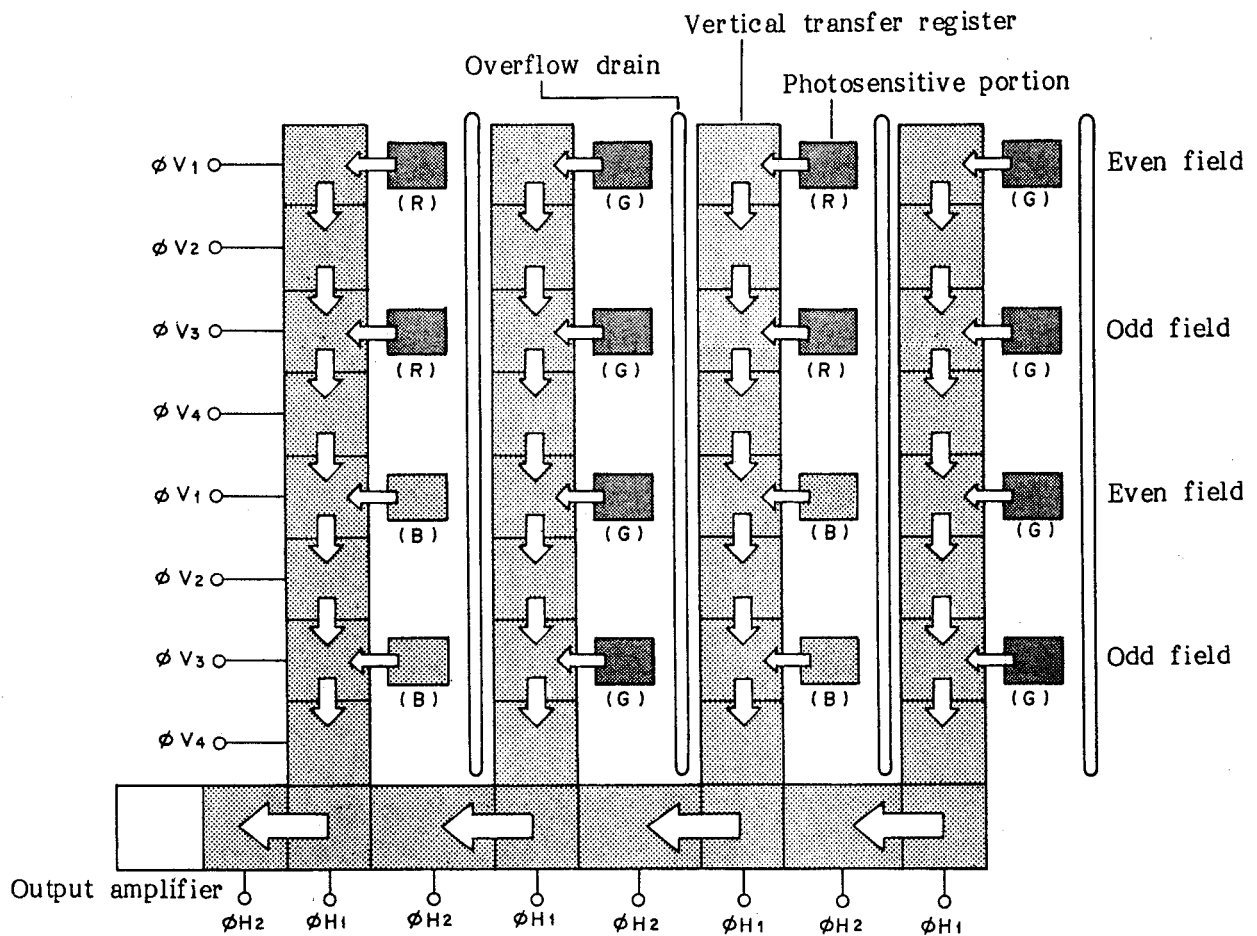 Vertical transfer register
Overflow drain
Photosensitive portion
φV1
(R)
(G)
(R)
(G)
Even field
φV2
φV3
(R)
(G)
(R)
(G)
Odd field
φV4
φV1
(B)
(G)
(B)
(G)
Even field
φV2
φV3
(B)
(G)
(B)
(G)
Odd field
φV4
Output amplifier
φH2 φH1 φH2 φH1 φH2 φH1 φH2 φH1